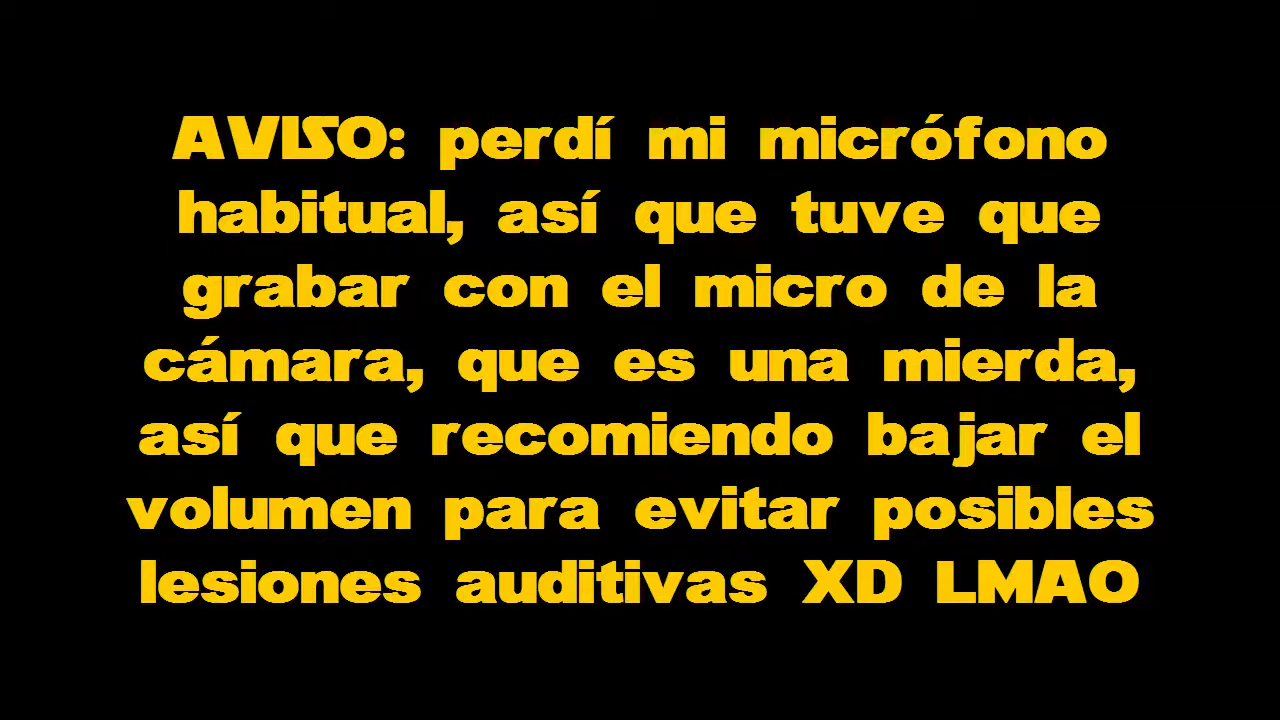 AVISO: perdí mi micrófono
habitual, así que tuve que
grabar con el micro de la
cámara, que es una mierda,
así que recomiendo bajar el
volumen para evitar posibles
lesiones auditivas XD LMAO